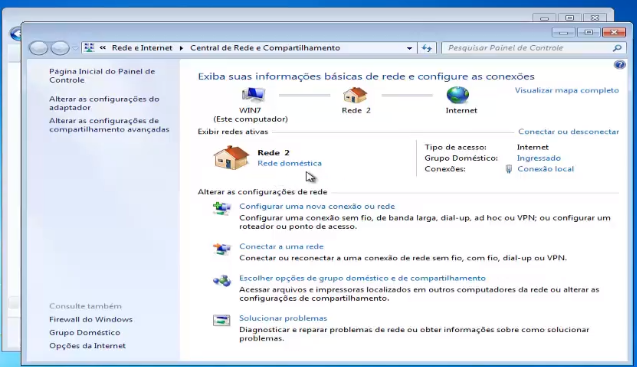 « Rede e Internet ▸ Central de Rede e Compartilhamento
Pesquisar Painel de Controle
Página Inicial do Painel de
Controle
Alterar as configurações do
adaptador
Alterar as configurações de
compartilhamento avançadas
Consulte também
Firewall do Windows
Grupo Doméstico
Opções da Internet
Exiba suas informações básicas de rede e configure as conexões
Visualizar mapa completo
WIN7
(Este computador)
Rede 2
Internet
Exibir redes ativas
Conectar ou desconectar
Rede 2
Rede doméstica
Tipo de acesso: Internet
Grupo Doméstico: Ingressado
Conexões: Conexão local
Alterar as configurações de rede
Configurar uma nova conexão ou rede
Configurar uma conexão sem fio, de banda larga, dial-up, ad hoc ou VPN; ou configurar um
roteador ou ponto de acesso.
Conectar a uma rede
Conectar ou reconectar a uma conexão de rede sem fio, com fio, dial-up ou VPN.
Escolher opções de grupo doméstico e de compartilhamento
Acessar arquivos e impressoras localizados em outros computadores da rede ou alterar as
configurações de compartilhamento.
Solucionar problemas
Diagnosticar e reparar problemas de rede ou obter informações sobre como solucionar
problemas.